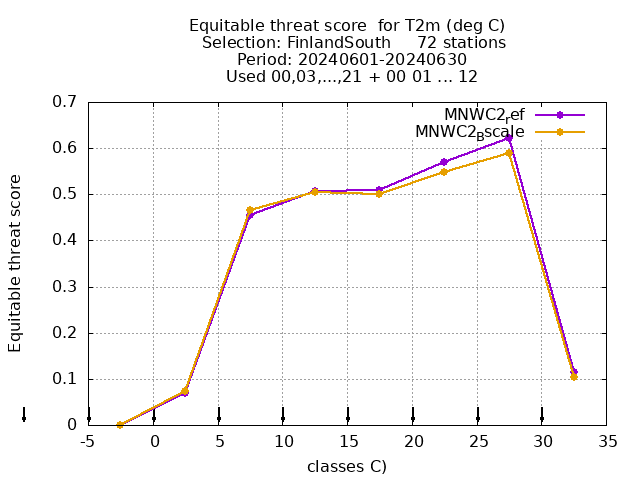 Equitable threat score  for T2m (deg C)
Selection: FinlandSouth     72 stations
Period: 20240601-20240630
Used 00,03,...,21 + 00 01 ... 12
MNWC2ref
MNWC2Bscale
Equitable threat score
0.7
0.6
0.5
0.4
0.3
0.2
0.1
0
-5 0 5 10 15 20 25 30 35
classes C)